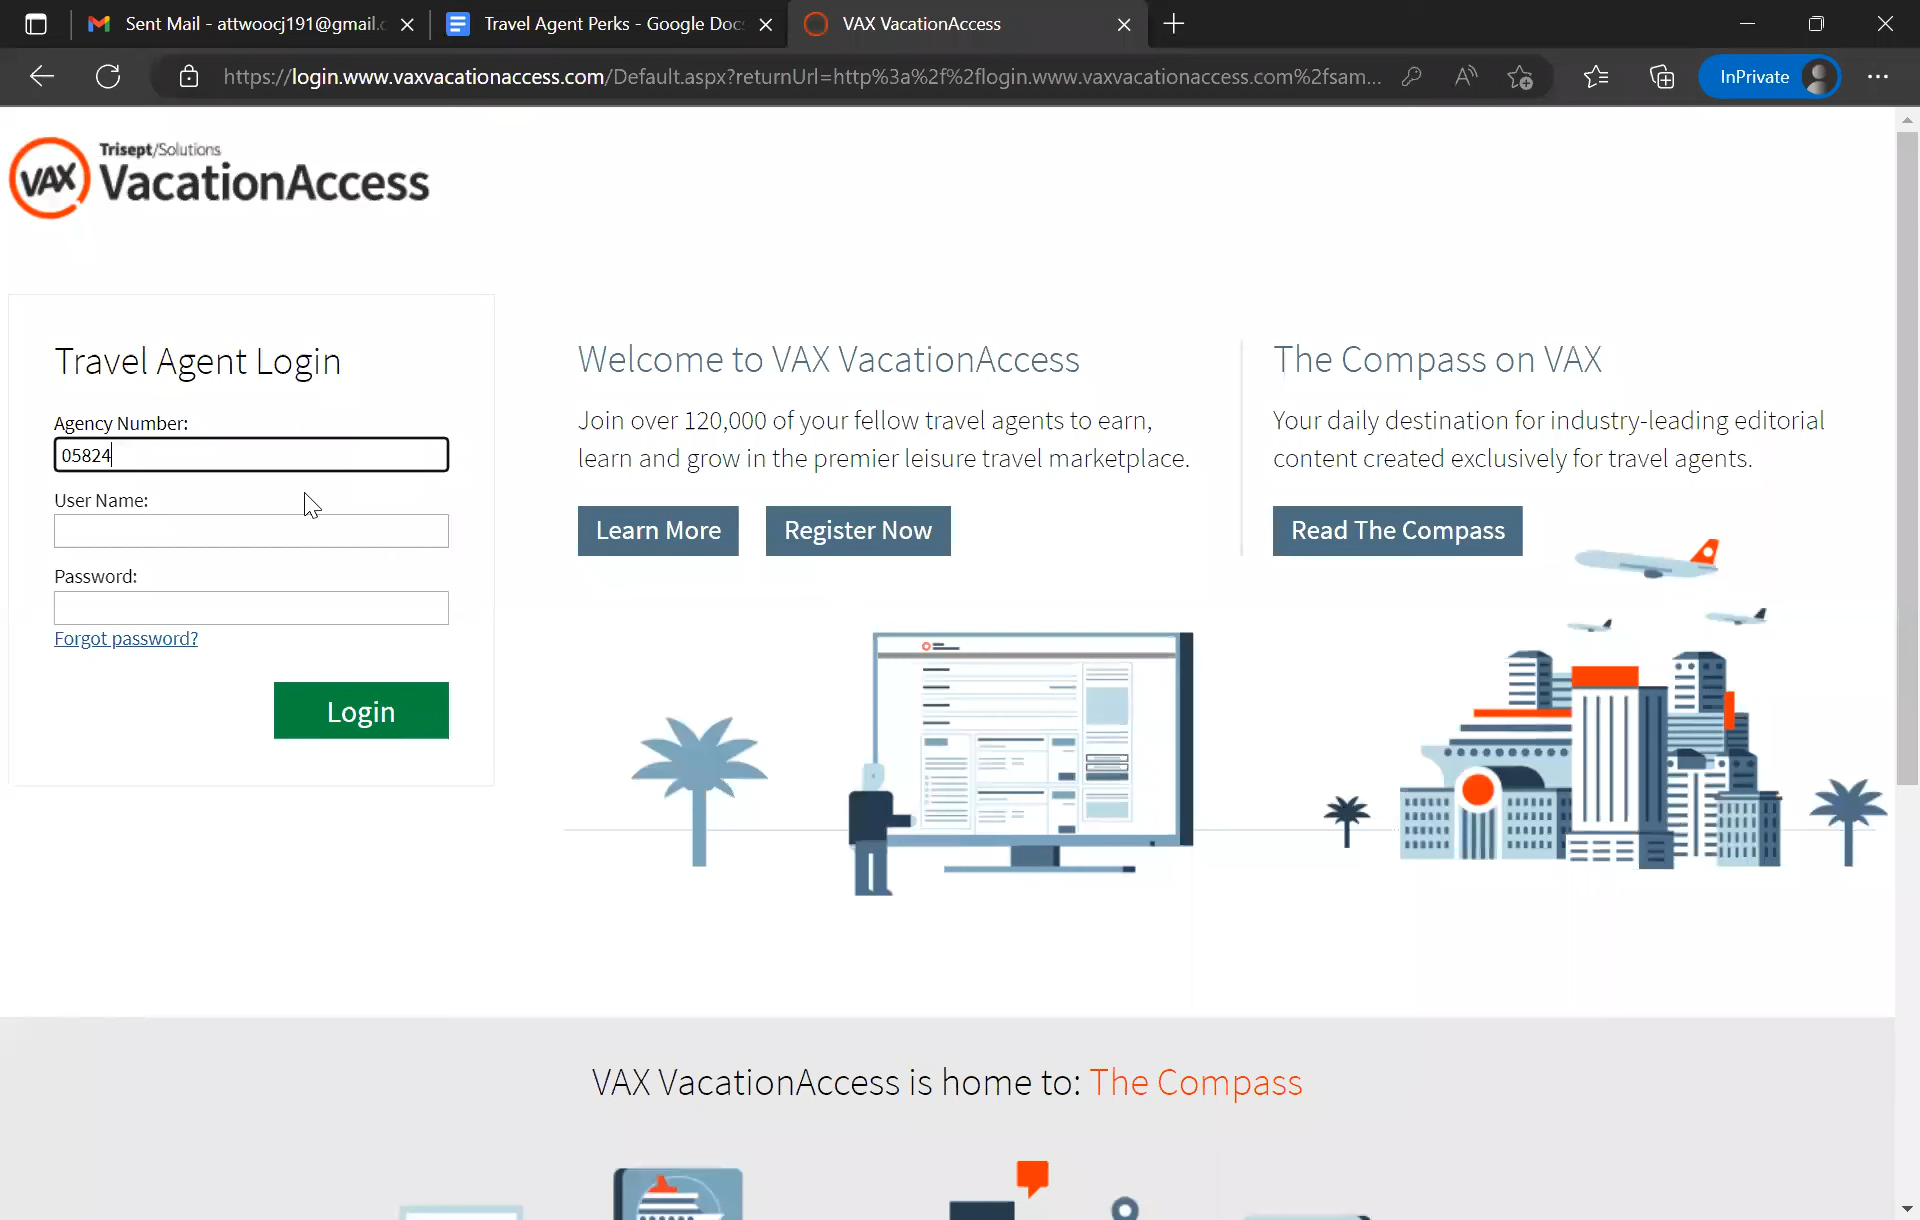 Sent Mail - attwoocj191@gmail.c
Travel Agent Perks - Google Doc
VAX VacationAccess
https://login.www.vaxvacationaccess.com/Default.aspx?returnUrl=http%3a%2f%2flogin.www.vaxvacationaccess.com%2fsam...
InPrivate
Trisept/Solutions
VAX VacationAccess
Travel Agent Login
Agency Number:
05824
User Name:
Password:
Forgot password?
Login
Welcome to VAX VacationAccess
Join over 120,000 of your fellow travel agents to earn,
learn and grow in the premier leisure travel marketplace.
Learn More
Register Now
The Compass on VAX
Your daily destination for industry-leading editorial
content created exclusively for travel agents.
Read The Compass
VAX VacationAccess is home to: The Compass